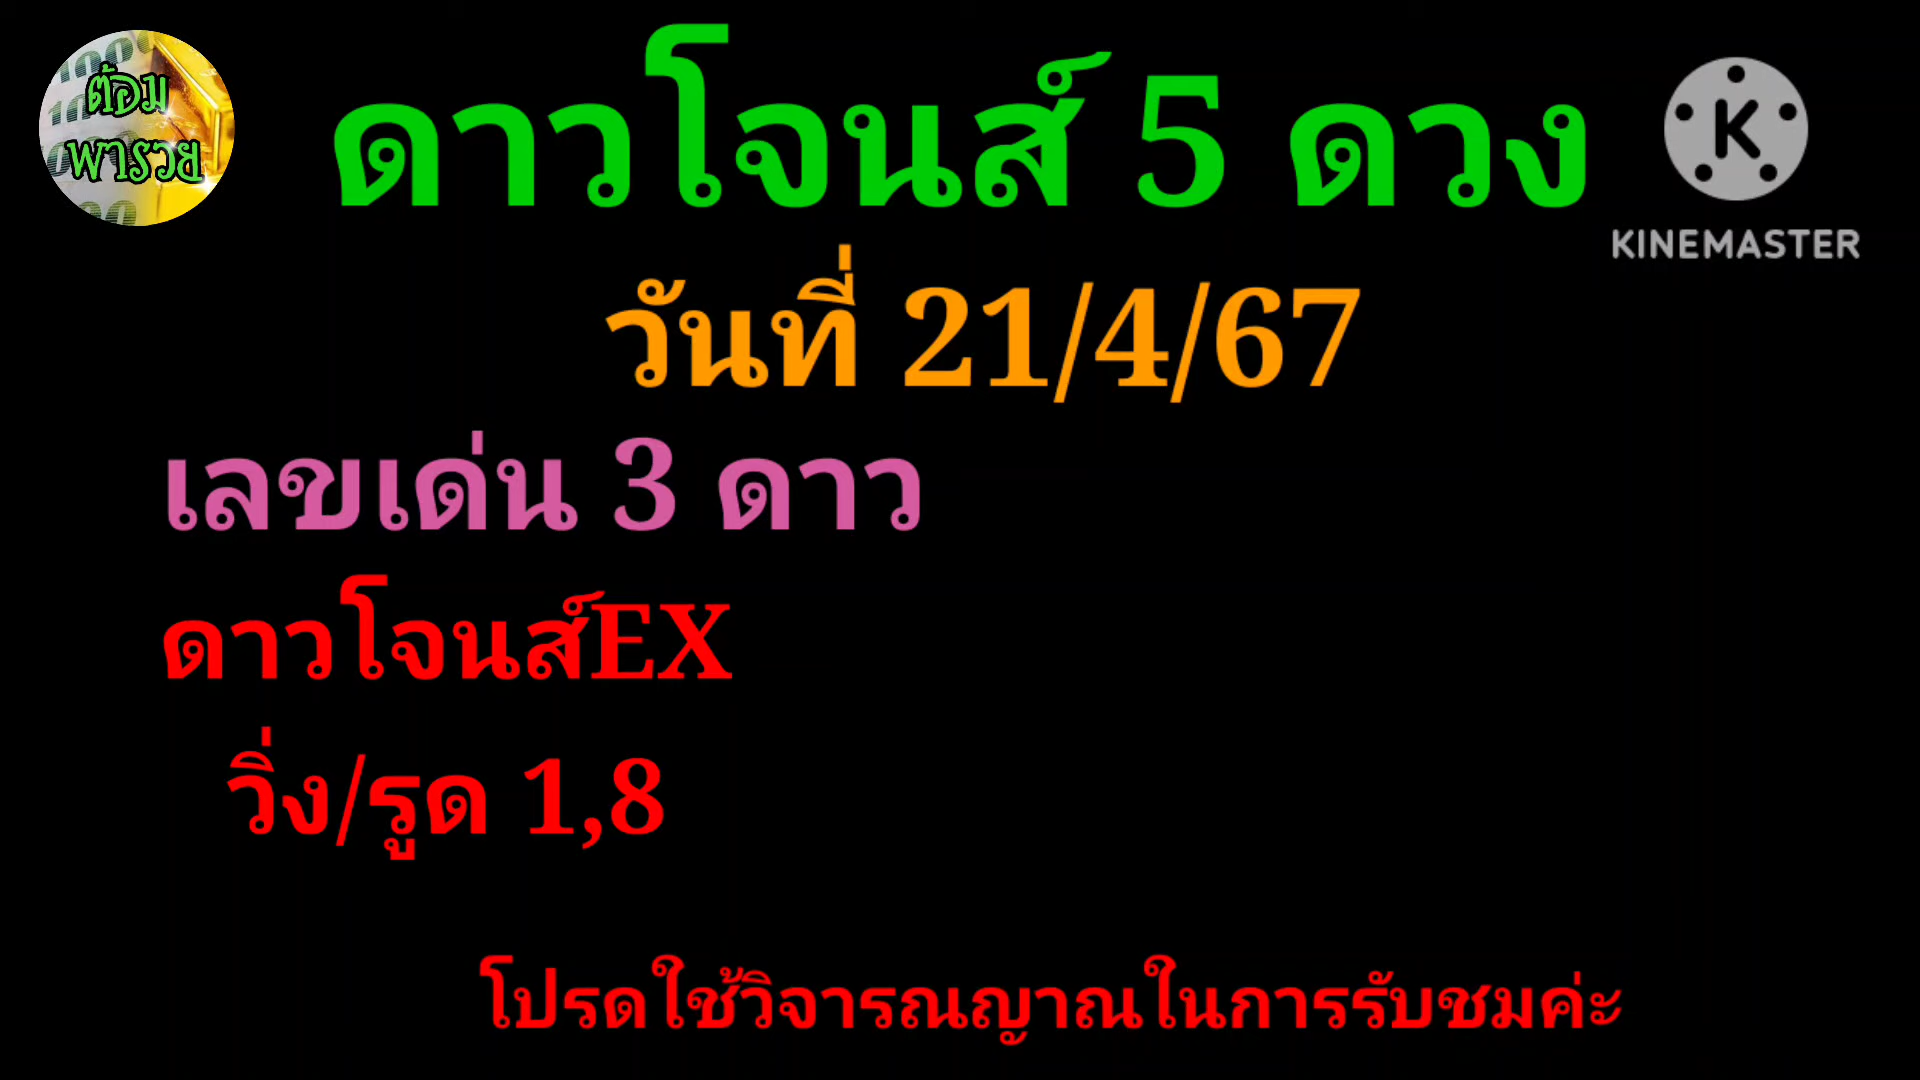 ต้อม
พารวย
ดาวโจนส์ 5 ดวง
KINEMASTER
วันที่ 21/4/67
เลขเด่น 3 ดาว
ดาวโจนส์EX
วิ่ง/รูด 1,8
โปรดใช้วิจารณญาณในการรับชมค่ะ